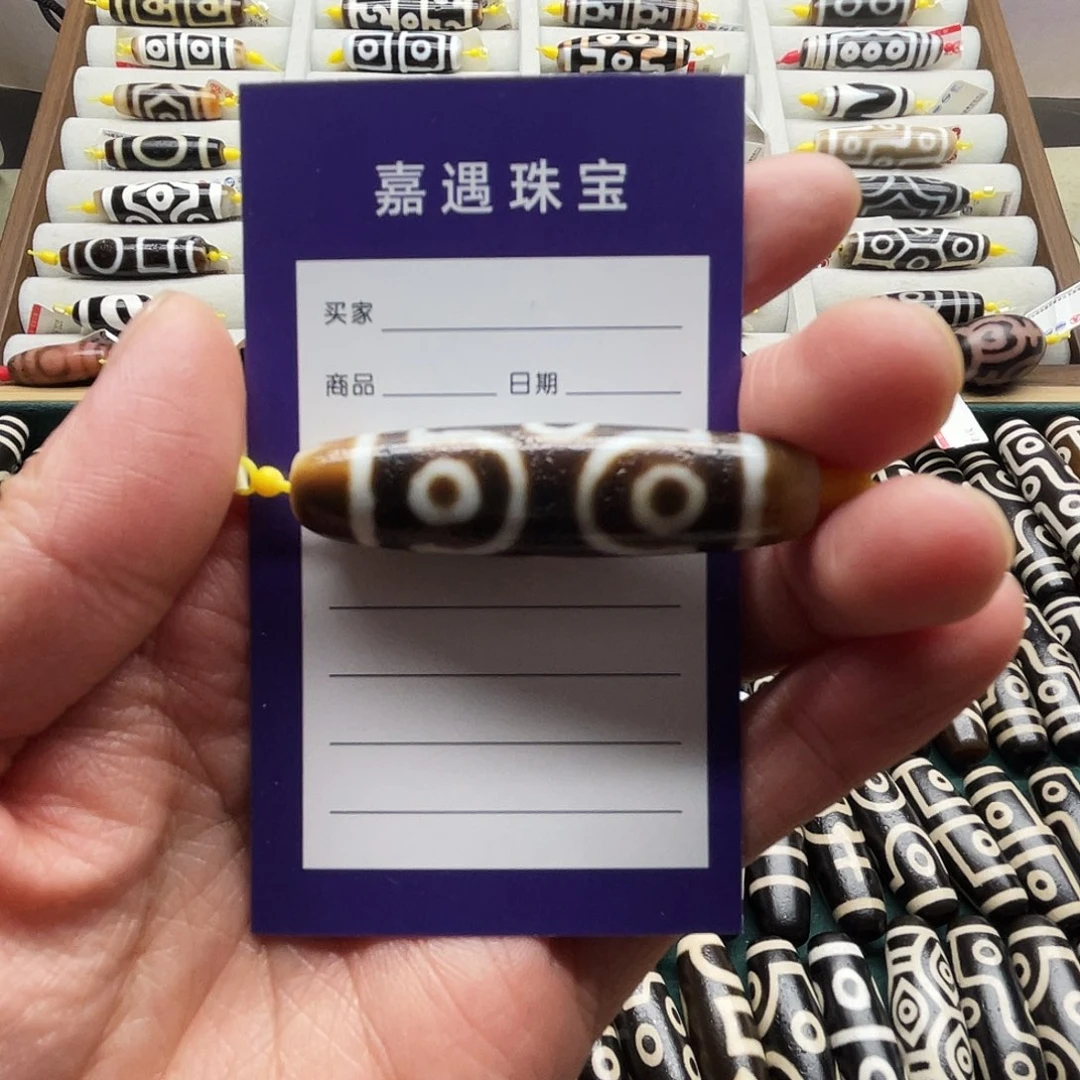 嘉遇珠宝
买家
商品 日期